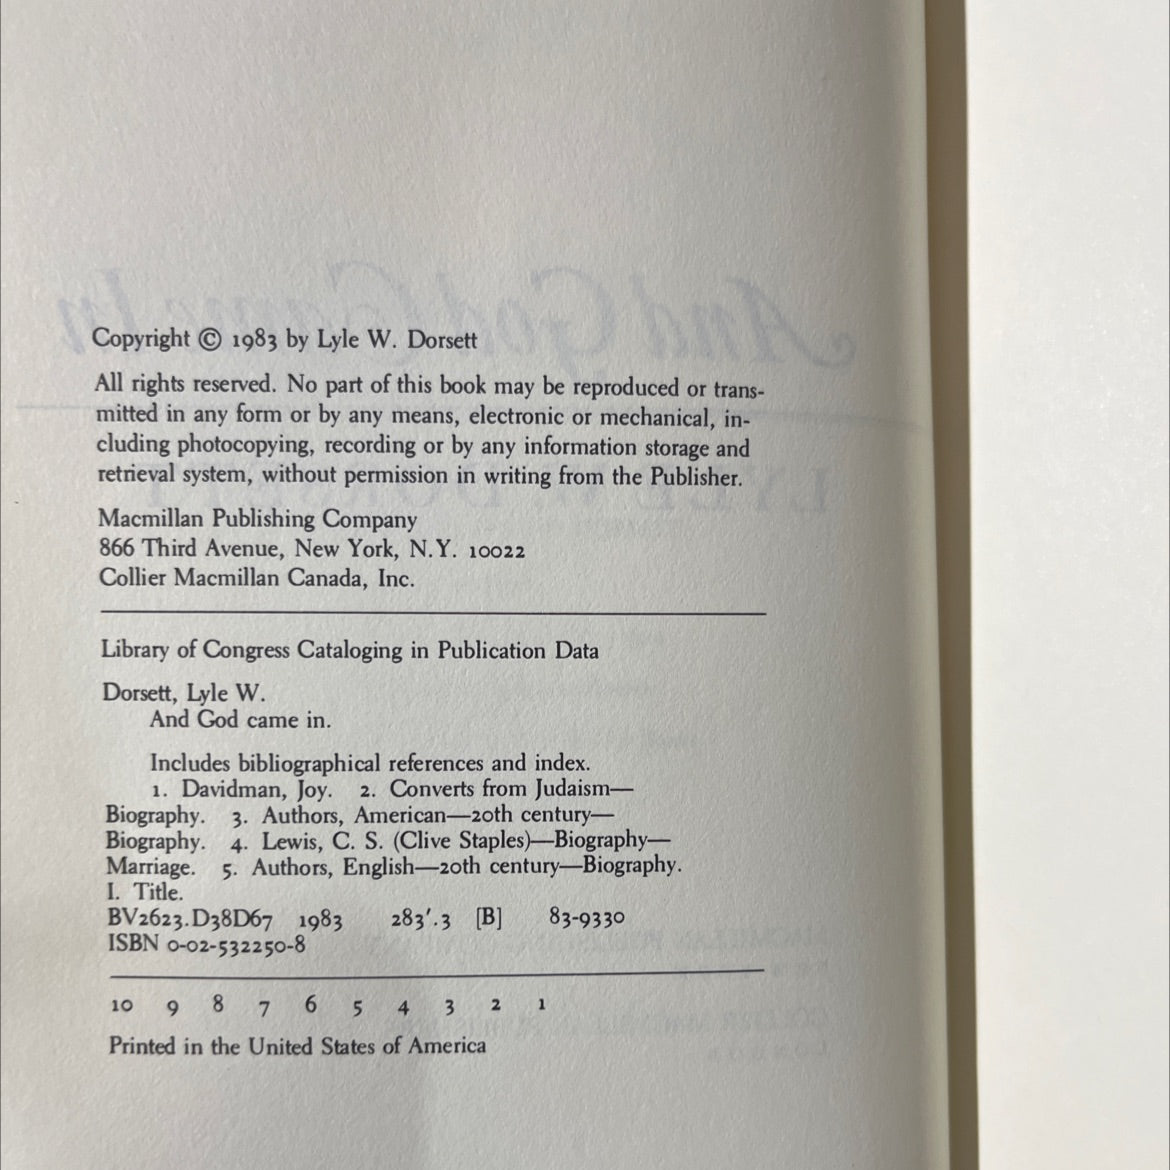 Copyright © 1983 by Lyle W. Dorsett
All rights reserved. No part of this book may be reproduced or trans-
mitted in any form or by any means, electronic or mechanical, in-
cluding photocopying, recording or by any information storage and
retrieval system, without permission in writing from the Publisher.
Macmillan Publishing Company
866 Third Avenue, New York, N.Y. 10022
Collier Macmillan Canada, Inc.
Library of Congress Cataloging in Publication Data
Dorsett, Lyle W.
And God came in.
Includes bibliographical references and index.
1. Davidman, Joy. 2. Converts from Judaism—
Biography. 3. Authors, American—20th century—
Biography. 4. Lewis, C. S. (Clive Staples)—Biography—
Marriage. 5. Authors, English—20th century—Biography.
I. Title.
BV2623.D38D67 1983 283′.3 [B] 83-9330
ISBN 0-02-532250-8
10 9 8 7 6 5 4 3 2 1
Printed in the United States of America